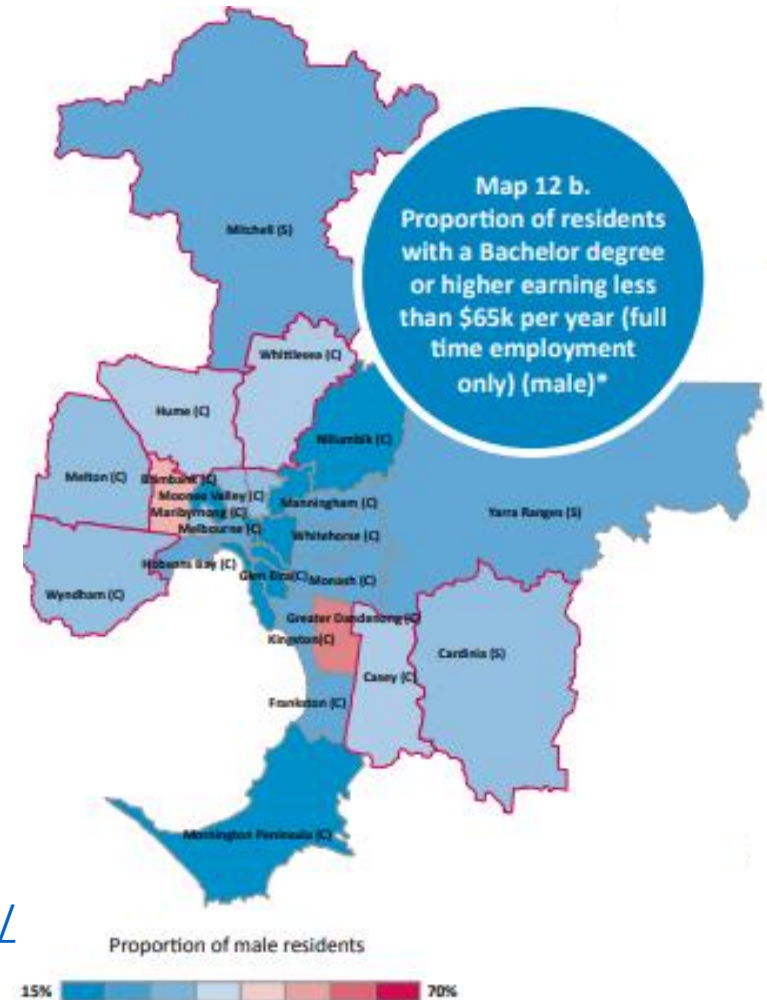 Map 12 b.
Proportion of residents
with a Bachelor degree
or higher earning less
than $65k per year (full
time employment
only) (male)*
Mitchell (S)
Whittlesea (C)
Hume (C)
Nillumbik (C)
Melton (C)
Brimbank (C)
Moonee Valley (C)
Manningham (C)
Maribyrnong (C)
Yarra Ranges (S)
Melbourne (C)
Whitehorse (C)
Hobsons Bay (C)
Glen Eira(C)
Monash (C)
Wyndham (C)
Greater Dandenong (C)
Kingston(C)
Cardinia (S)
Casey (C)
Frankston (C)
Mornington Peninsula (C)
/
Proportion of male residents
15%
70%